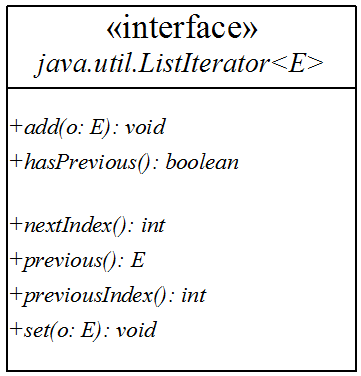 «interface»
java.util.ListIterator<E>
+add(o: E): void
+hasPrevious(): boolean
+nextIndex(): int
+previous(): E
+previousIndex(): int
+set(o: E): void